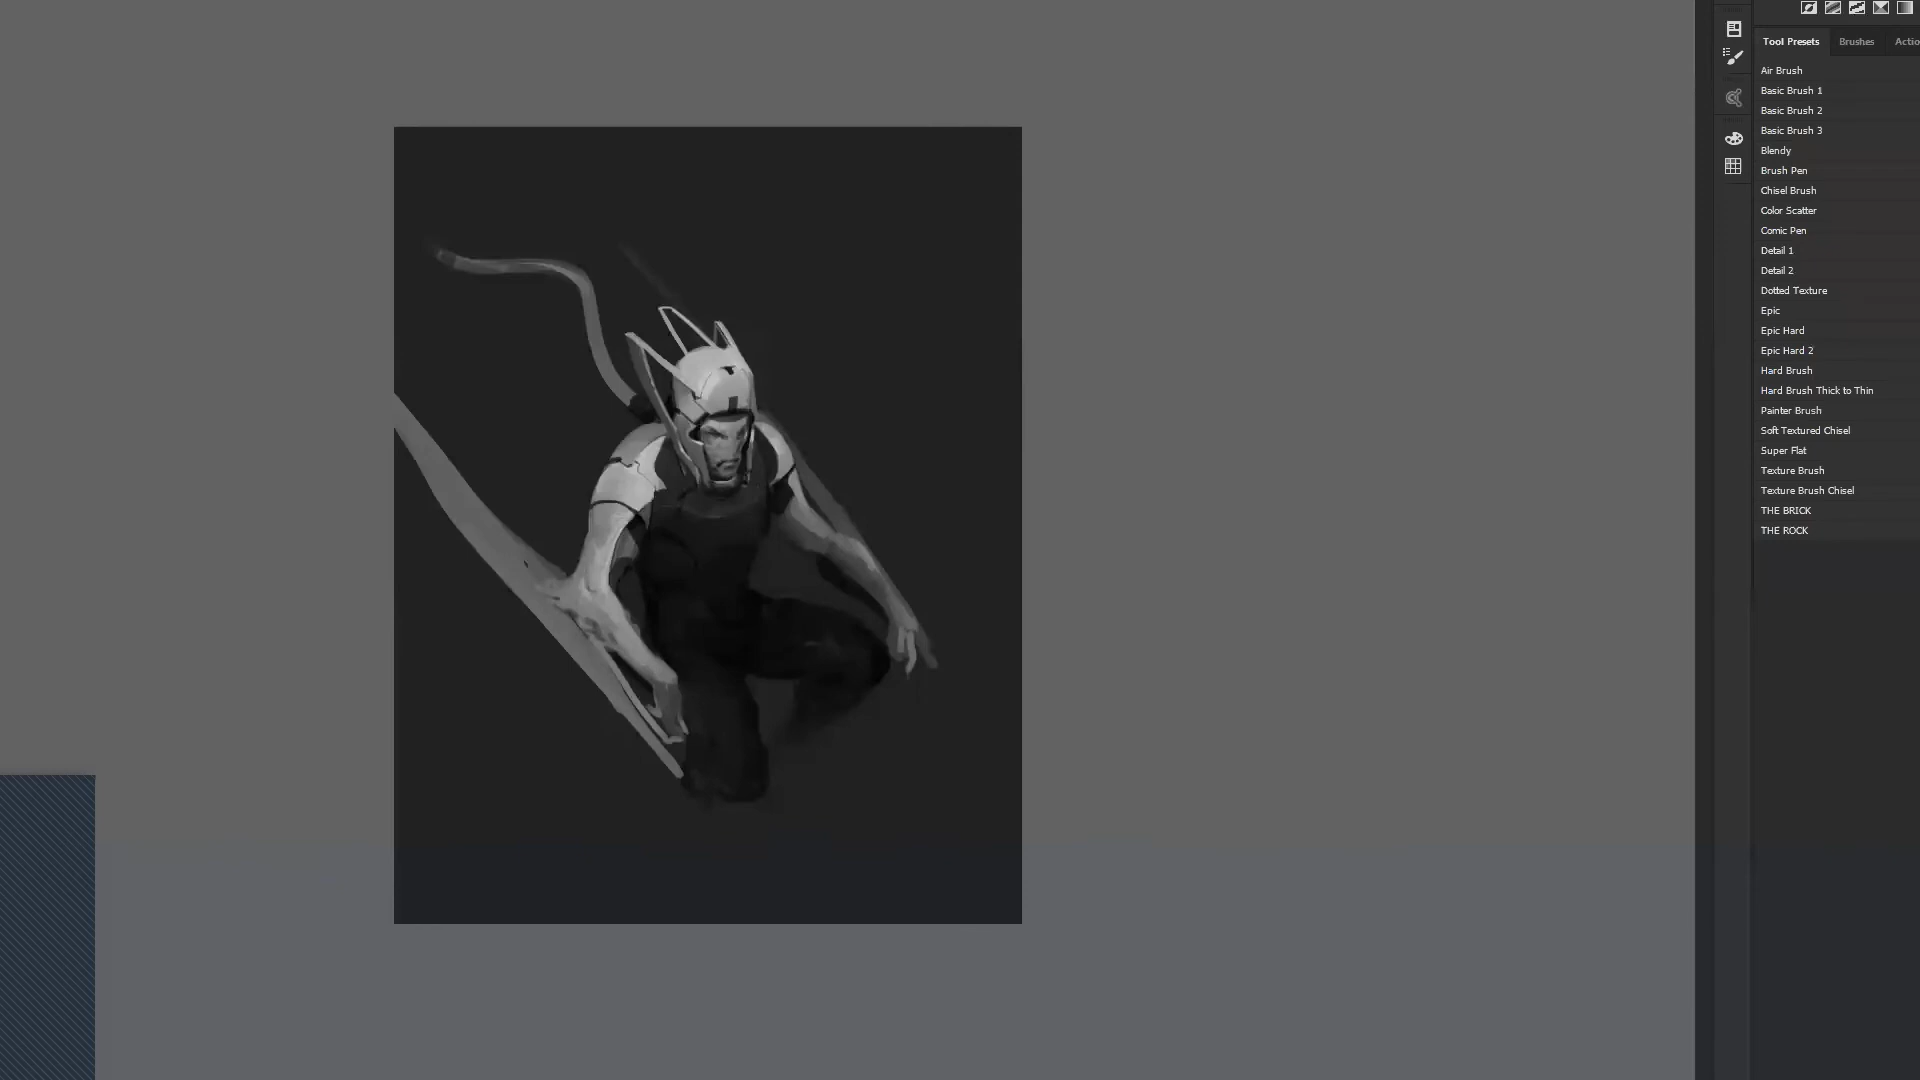 Tool Presets Brushes Actio
Air Brush
Basic Brush 1
Basic Brush 2
Basic Brush 3
Blendy
Brush Pen
Chisel Brush
Color Scatter
Comic Pen
Detail 1
Detail 2
Dotted Texture
Epic
Epic Hard
Epic Hard 2
Hard Brush
Hard Brush Thick to Thin
Painter Brush
Soft Textured Chisel
Super Flat
Texture Brush
Texture Brush Chisel
THE BRICK
THE ROCK